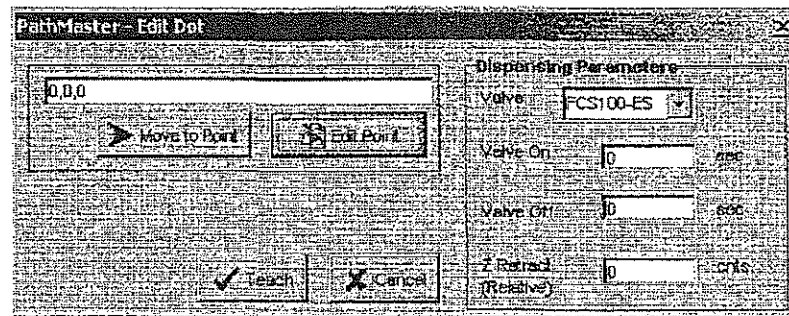 PathMaster - Edit Dot
0,0,0
Move to Point
Edit Point
Teach
Cancel
Dispensing Parameters
Valve FCS100-ES
Valve On 0 sec
Valve Off 0 sec
Z Retract 0 cnts
(Relative)